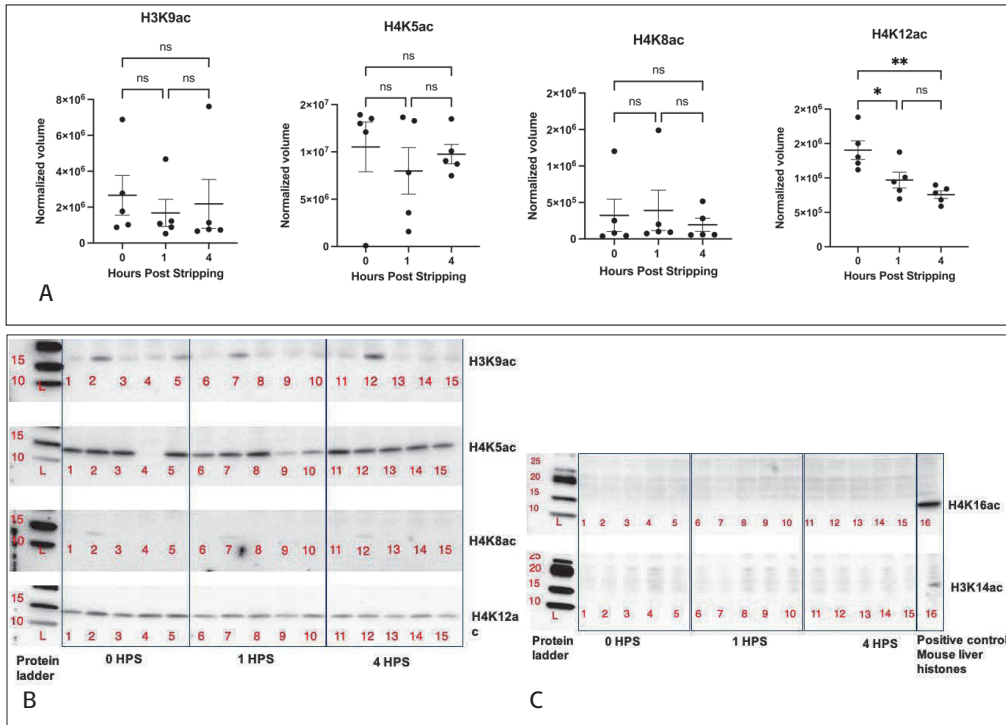 H3K9ac
H4K5ac
H4K8ac
H4K12ac
ns
ns
ns
Normalized volume
8×10⁶
6×10⁶
4×10⁶
2×10⁶
0
0 1 4
Hours Post Stripping
ns
ns
ns
Normalized volume
2×10⁷
1×10⁷
5×10⁶
0
0 1 4
Hours Post Stripping
ns
ns
ns
Normalized volume
2×10⁶
2×10⁶
1×10⁶
5×10⁵
0
0 1 4
Hours Post Stripping
**
*
ns
Normalized volume
2×10⁶
1×10⁶
5×10⁵
0
0 1 4
Hours Post Stripping
A
15
10
L 1 2 3 4 5 6 7 8 9 10 11 12 13 14 15
H3K9ac
15
10
L 1 2 3 4 5 6 7 8 9 10 11 12 13 14 15
H4K5ac
15
10
L 1 2 3 4 5 6 7 8 9 10 11 12 13 14 15
H4K8ac
15
10
L 1 2 3 4 5 6 7 8 9 10 11 12 13 14 15
H4K12a
c
Protein
ladder
0 HPS 1 HPS 4 HPS
B
25
20
15
10
L 1 2 3 4 5 6 7 8 9 10 11 12 13 14 15 16
H4K16ac
25
20
15
10
L 1 2 3 4 5 6 7 8 9 10 11 12 13 14 15 16
H3K14ac
Protein
ladder
0 HPS 1 HPS 4 HPS
Positive control
Mouse liver
histones
C